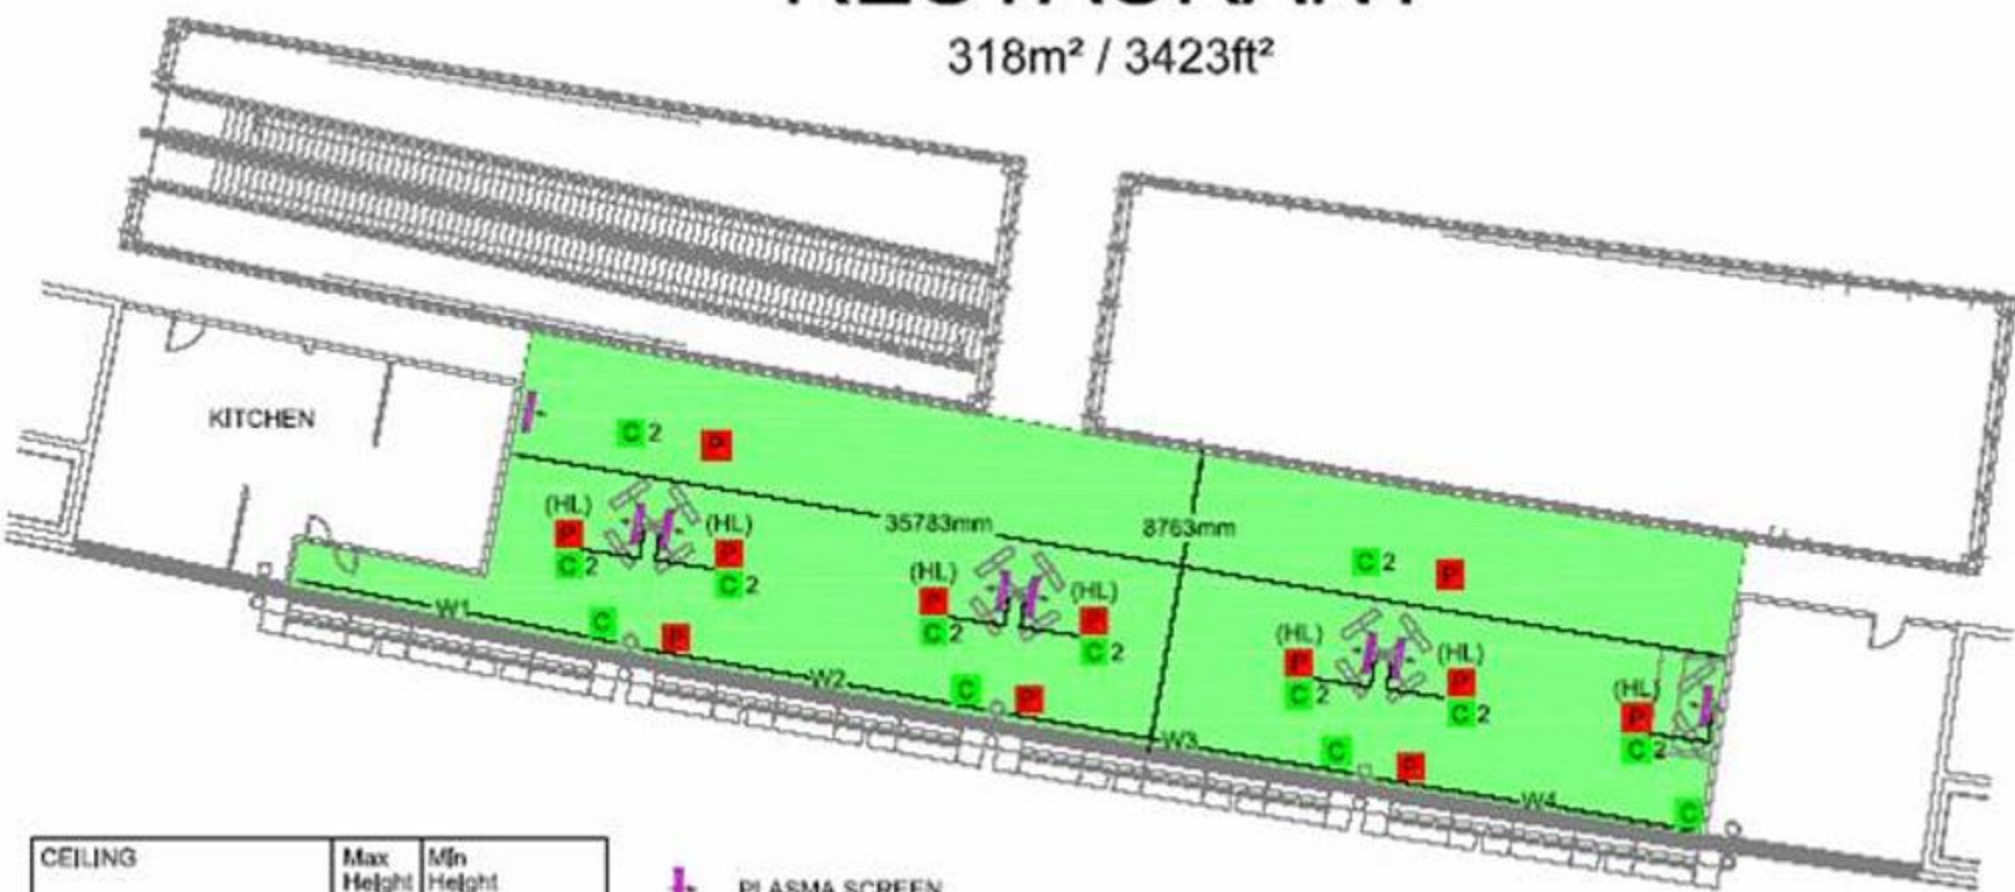 RESTAURANT
318m² / 3423ft²
KITCHEN
C 2
P
(HL)
P
C 2
(HL)
P
C 2
35783mm
8763mm
C 2
P
W1
C
P
(HL)
P
C 2
(HL)
P
C 2
W2
C
P
(HL)
P
C 2
(HL)
P
C 2
(HL)
P
C 2
W3
C
P
W4
C
CEILING
Max Height
Min Height
PLASMA SCREEN